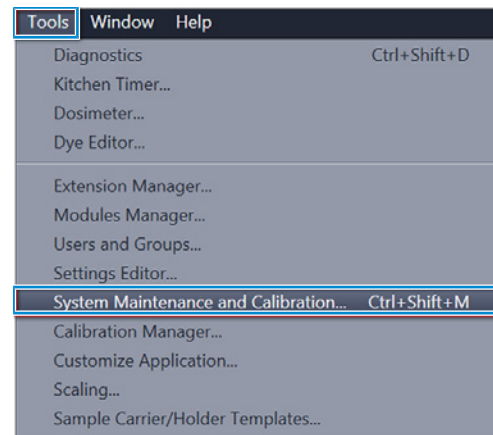 Tools Window Help
Diagnostics Ctrl+Shift+D
Kitchen Timer...
Dosimeter...
Dye Editor...
Extension Manager...
Modules Manager...
Users and Groups...
Settings Editor...
System Maintenance and Calibration... Ctrl+Shift+M
Calibration Manager...
Customize Application...
Scaling...
Sample Carrier/Holder Templates...